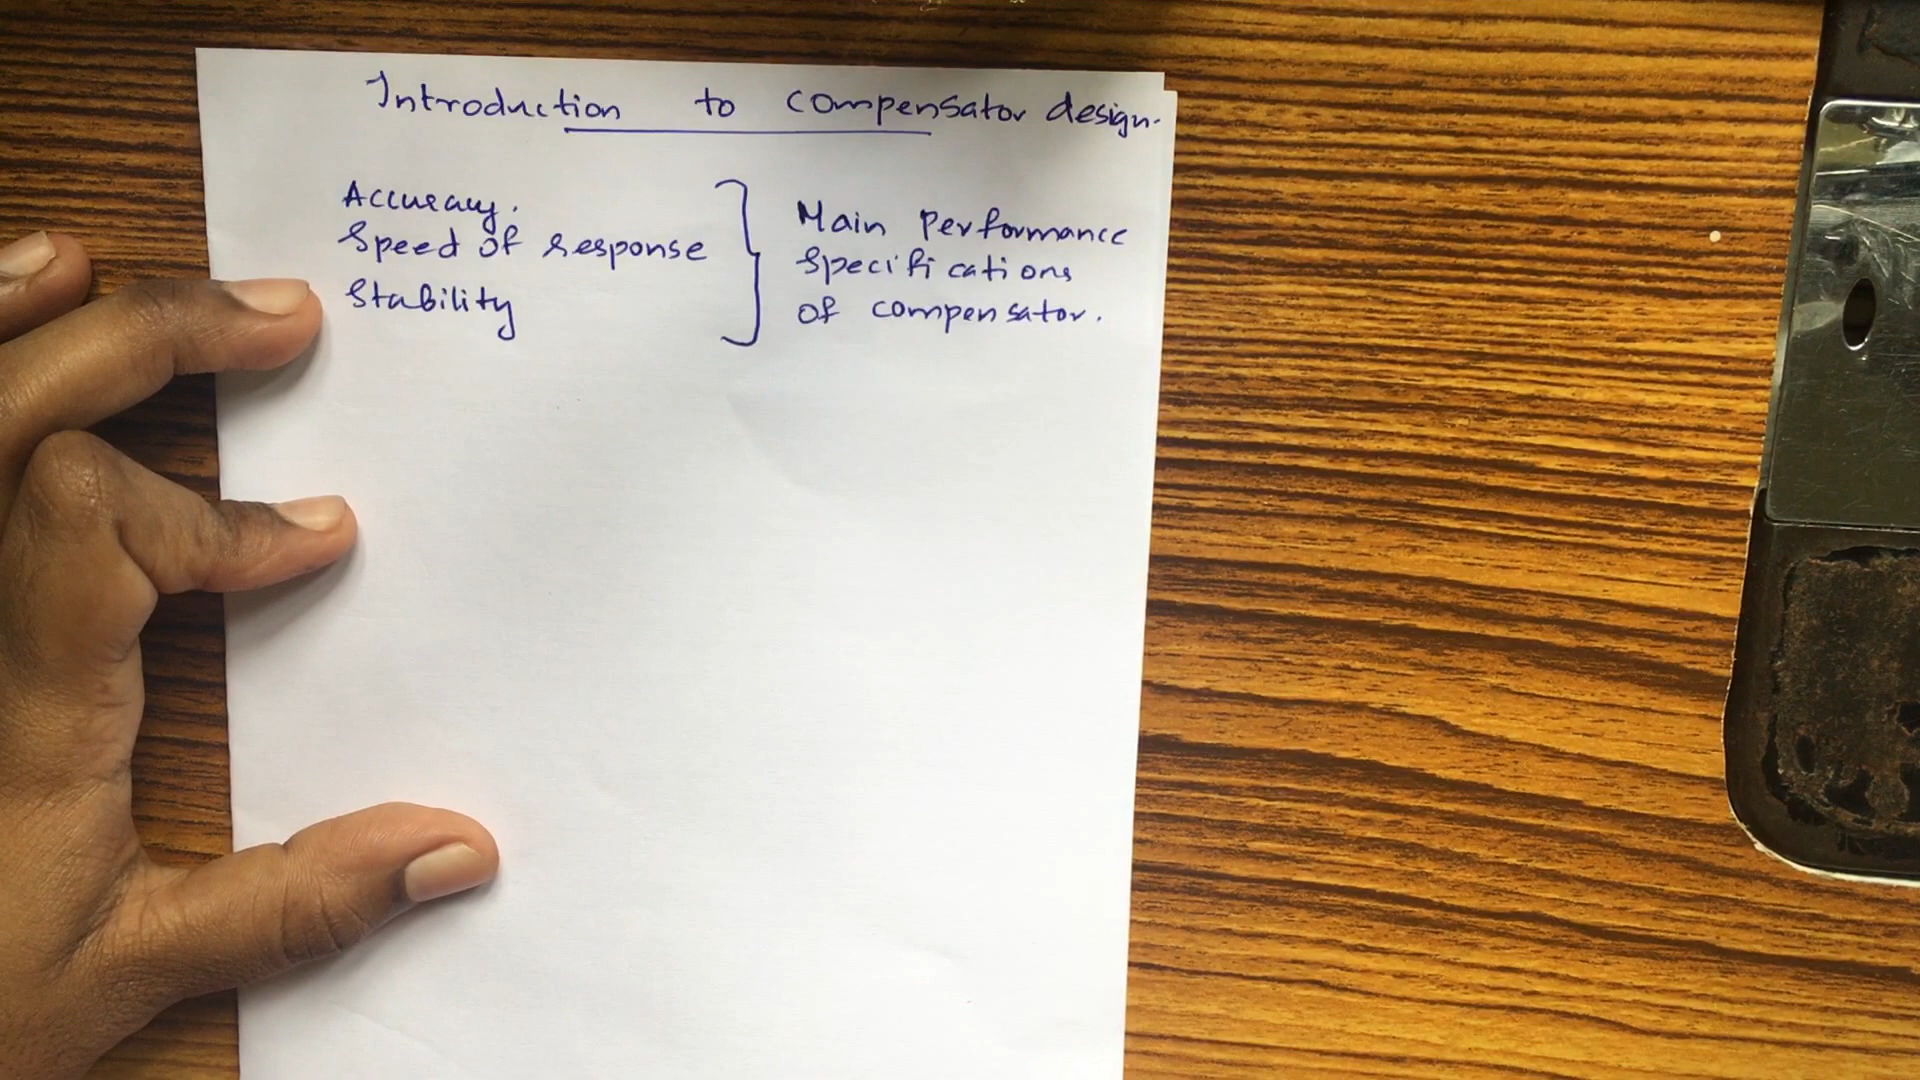 Introduction to compensator design.
Accuracy.
Speed of response
Stability
Main Performance
Specifications
of compensator.